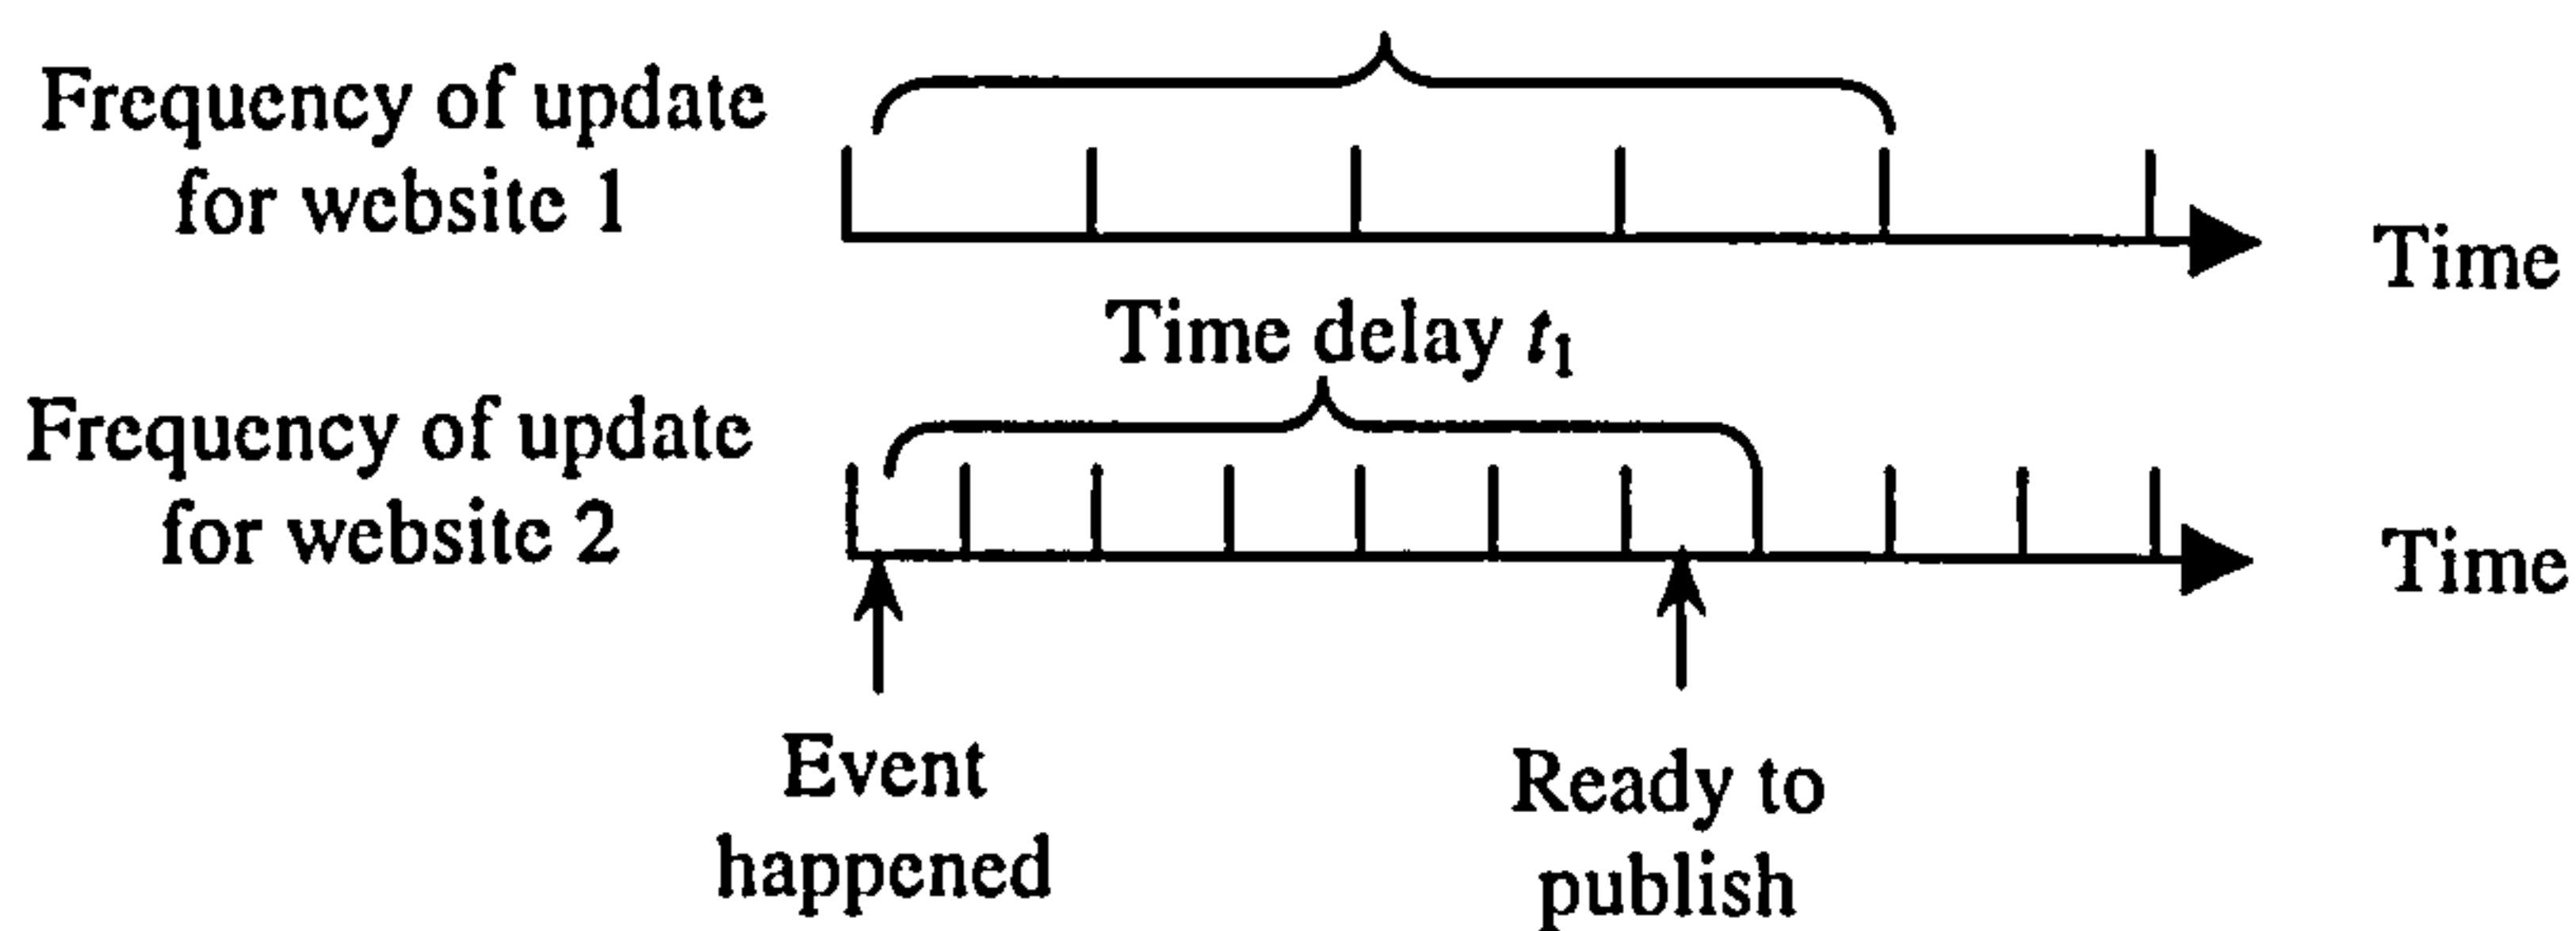 Frequency of update
for website 1
Time
Time delay t₁
Frequency of update
for website 2
Time
Event
happened
Ready to
publish